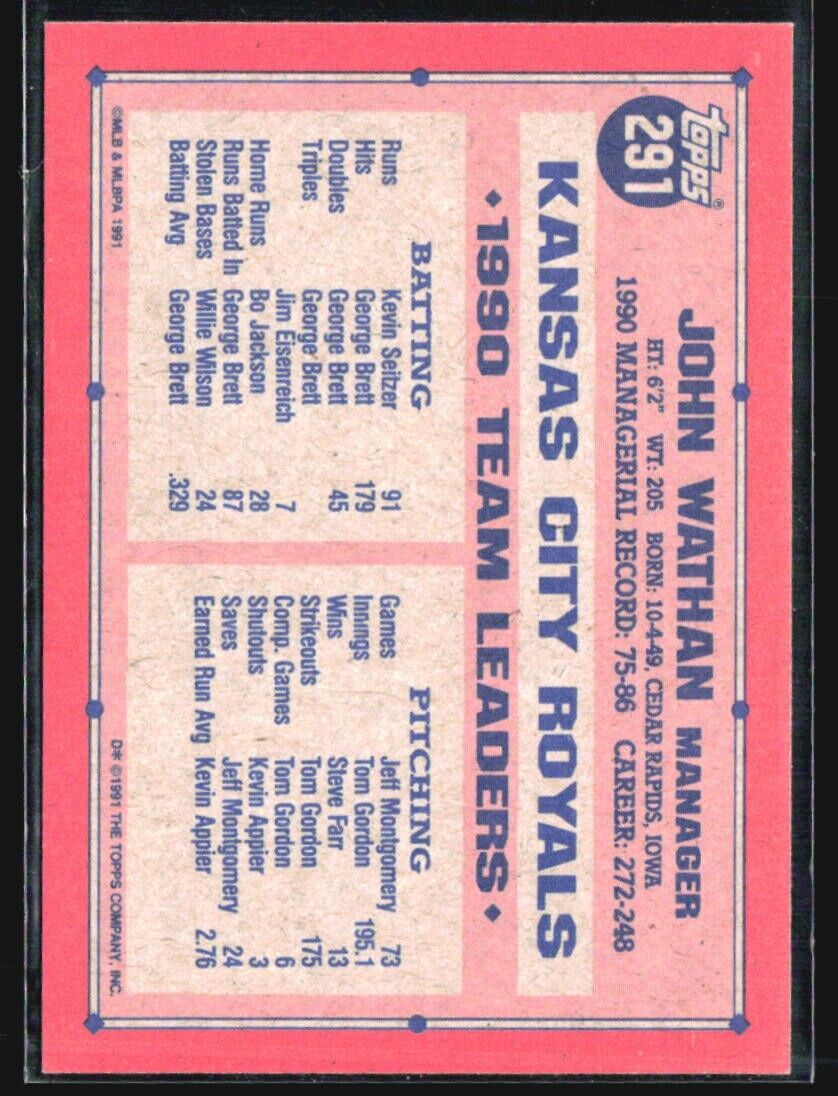 topps®
291
JOHN WATHAN MANAGER
HT: 6'2" WT: 205 BORN: 10-4-49, CEDAR RAPIDS, IOWA
1990 MANAGERIAL RECORD: 75-86 CAREER: 272-248
KANSAS CITY ROYALS
◆1990 TEAM LEADERS◆
BATTING
Runs Kevin Seitzer 91
Hits George Brett 179
Doubles George Brett 45
Triples George Brett
Jim Eisenreich 7
Home Runs Bo Jackson 28
Runs Batted In George Brett 87
Stolen Bases Willie Wilson 24
Batting Avg George Brett .329
PITCHING
Games Jeff Montgomery 73
Innings Tom Gordon 195.1
Wins Steve Farr 13
Strikeouts Tom Gordon 175
Comp. Games Tom Gordon 6
Shutouts Kevin Appier 3
Saves Jeff Montgomery 24
Earned Run Avg Kevin Appier 2.76
©MLB & MLBPA 1991
D* ©1991 THE TOPPS COMPANY, INC.